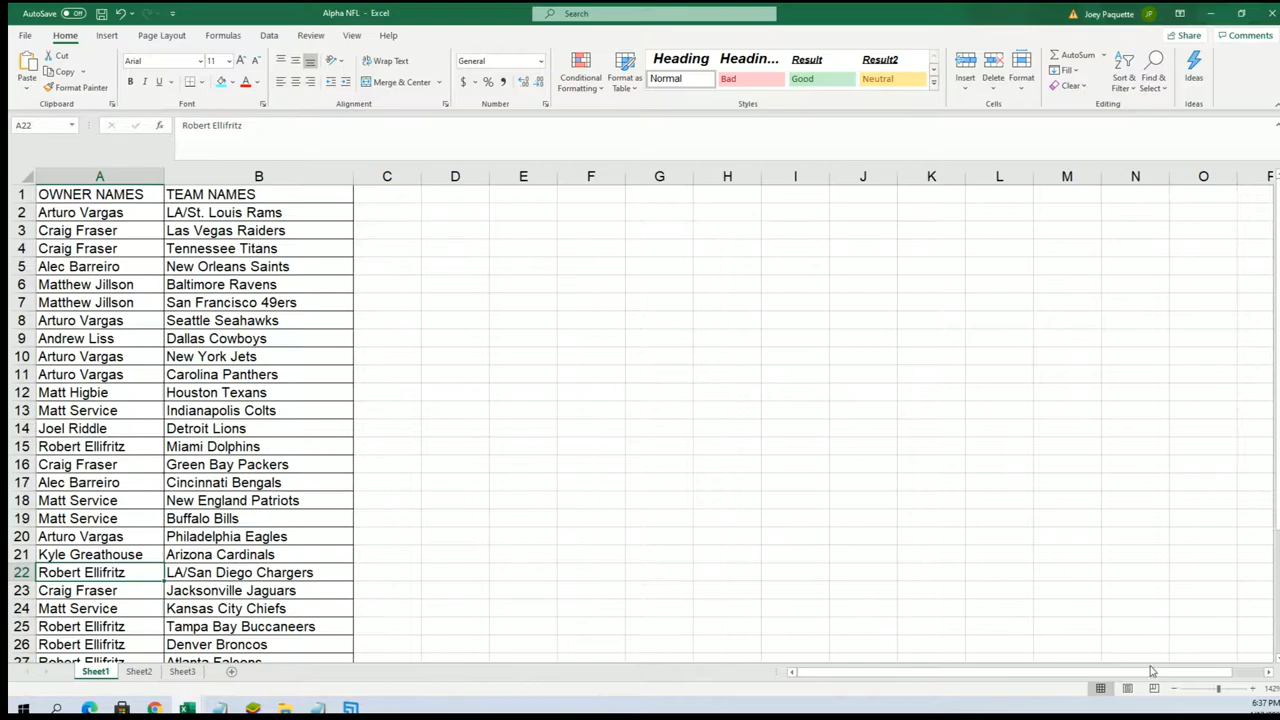 AutoSave Off Alpha NFL - Excel Search Joey Paquette JP
File Home Insert Page Layout Formulas Data Review View Help Share Comments
Paste Cut Copy Format Painter Clipboard
Arial 11 A A B I U A Font
Wrap Text Merge & Center Alignment
General $ % , Number
Conditional Formatting Format as Table
Heading Headin... Result Result2
Normal Bad Good Neutral Styles
Insert Delete Format Cells
AutoSum Fill Clear Sort & Filter Find & Select Editing
Ideas Ideas
A22 fx Robert Ellifritz
A B C D E F G H I J K L M N O P
1 OWNER NAMES TEAM NAMES
2 Arturo Vargas LA/St. Louis Rams
3 Craig Fraser Las Vegas Raiders
4 Craig Fraser Tennessee Titans
5 Alec Barreiro New Orleans Saints
6 Matthew Jillson Baltimore Ravens
7 Matthew Jillson San Francisco 49ers
8 Arturo Vargas Seattle Seahawks
9 Andrew Liss Dallas Cowboys
10 Arturo Vargas New York Jets
11 Arturo Vargas Carolina Panthers
12 Matt Higbie Houston Texans
13 Matt Service Indianapolis Colts
14 Joel Riddle Detroit Lions
15 Robert Ellifritz Miami Dolphins
16 Craig Fraser Green Bay Packers
17 Alec Barreiro Cincinnati Bengals
18 Matt Service New England Patriots
19 Matt Service Buffalo Bills
20 Arturo Vargas Philadelphia Eagles
21 Kyle Greathouse Arizona Cardinals
22 Robert Ellifritz LA/San Diego Chargers
23 Craig Fraser Jacksonville Jaguars
24 Matt Service Kansas City Chiefs
25 Robert Ellifritz Tampa Bay Buccaneers
26 Robert Ellifritz Denver Broncos
27 Robert Ellifritz Atlanta Falcons
Sheet1 Sheet2 Sheet3
142%
6:37 PM